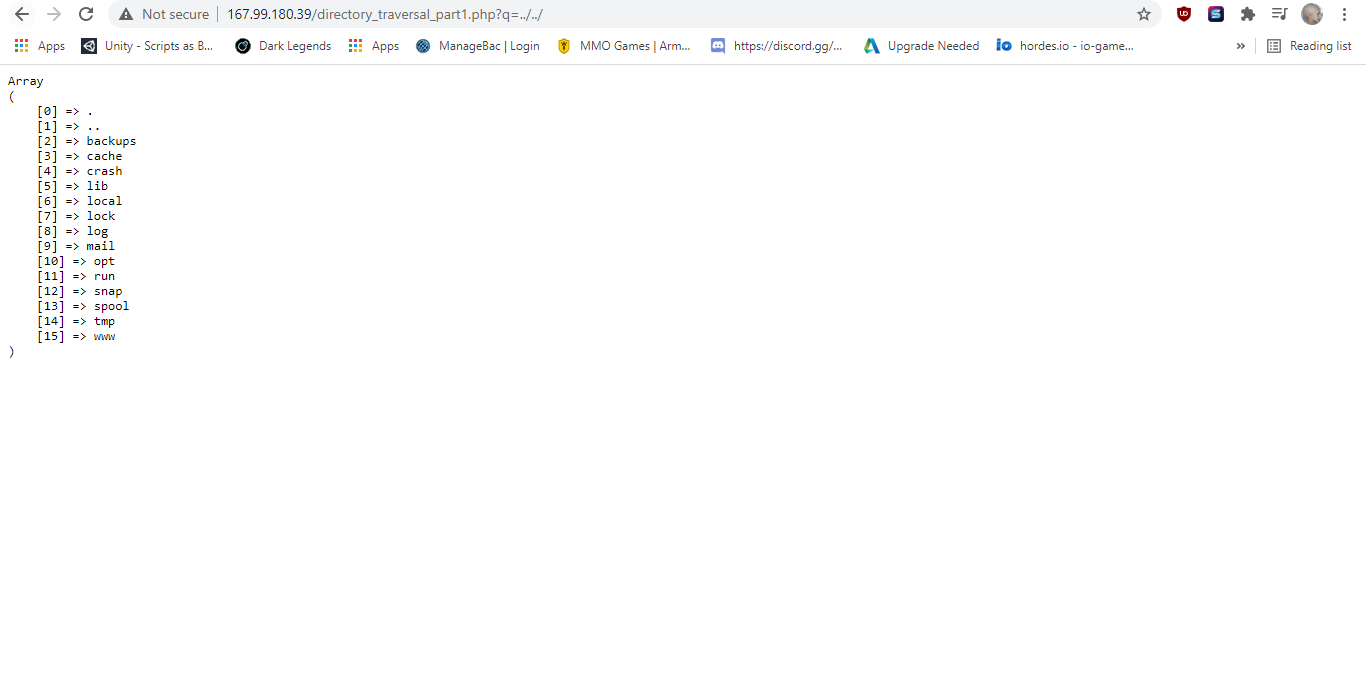 Not secure | 167.99.180.39/directory_traversal_part1.php?q=../../
Apps Unity - Scripts as B... Dark Legends Apps ManageBac | Login MMO Games | Arm... https://discord.gg/... Upgrade Needed hordes.io - io-game... » Reading list
Array
(
[0] => .
[1] => ..
[2] => backups
[3] => cache
[4] => crash
[5] => lib
[6] => local
[7] => lock
[8] => log
[9] => mail
[10] => opt
[11] => run
[12] => snap
[13] => spool
[14] => tmp
[15] => www
)